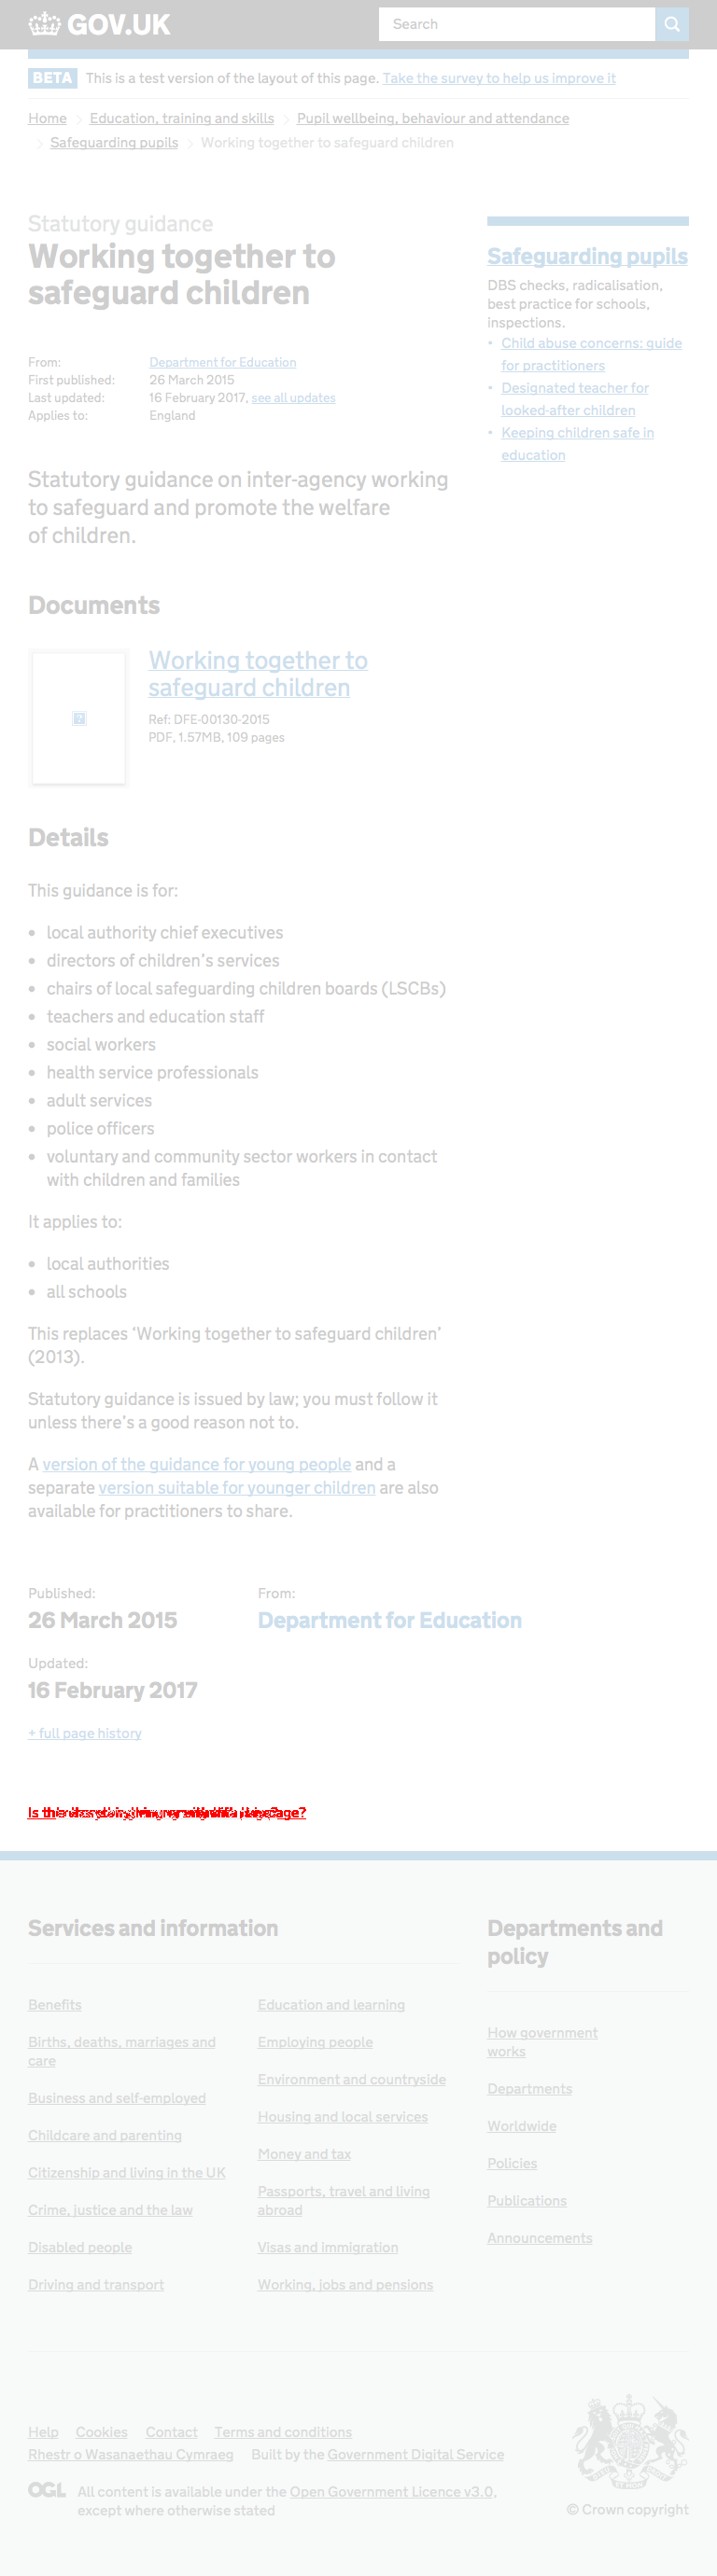 GOV.UK
Search
BETA This is a test version of the layout of this page. Take the survey to help us improve it
Home
Education, training and skills
Pupil wellbeing, behaviour and attendance
Safeguarding pupils
Working together to safeguard children
Statutory guidance
Working together to
safeguard children
From: Department for Education
First published: 26 March 2015
Last updated: 16 February 2017, see all updates
Applies to: England
Safeguarding pupils
DBS checks, radicalisation,
best practice for schools,
inspections.
• Child abuse concerns: guide
for practitioners
• Designated teacher for
looked-after children
• Keeping children safe in
education
Statutory guidance on inter-agency working
to safeguard and promote the welfare
of children.
Documents
Working together to
safeguard children
Ref: DFE-00130-2015
PDF, 1.57MB, 109 pages
Details
This guidance is for:
• local authority chief executives
• directors of children’s services
• chairs of local safeguarding children boards (LSCBs)
• teachers and education staff
• social workers
• health service professionals
• adult services
• police officers
• voluntary and community sector workers in contact
with children and families
It applies to:
• local authorities
• all schools
This replaces ‘Working together to safeguard children’
(2013).
Statutory guidance is issued by law; you must follow it
unless there’s a good reason not to.
A version of the guidance for young people and a
separate version suitable for younger children are also
available for practitioners to share.
Published:
26 March 2015
From:
Department for Education
Updated:
16 February 2017
+ full page history
Services and information
Benefits
Births, deaths, marriages and
care
Business and self-employed
Childcare and parenting
Citizenship and living in the UK
Crime, justice and the law
Disabled people
Driving and transport
Education and learning
Employing people
Environment and countryside
Housing and local services
Money and tax
Passports, travel and living
abroad
Visas and immigration
Working, jobs and pensions
Departments and
policy
How government
works
Departments
Worldwide
Policies
Publications
Announcements
Help Cookies Contact Terms and conditions
Rhestr o Wasanaethau Cymraeg Built by the Government Digital Service
OGL All content is available under the Open Government Licence v3.0,
except where otherwise stated
© Crown copyright